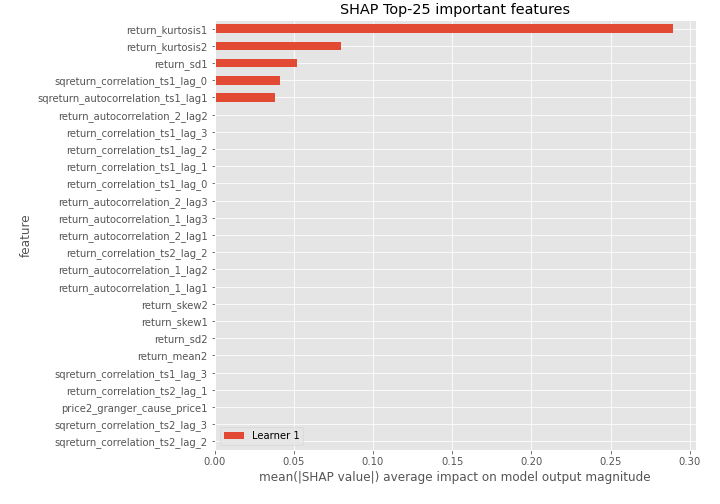 SHAP Top-25 important features
feature
return_kurtosis1
return_kurtosis2
return_sd1
sqreturn_correlation_ts1_lag_0
sqreturn_autocorrelation_ts1_lag1
return_autocorrelation_2_lag2
return_correlation_ts1_lag_3
return_correlation_ts1_lag_2
return_correlation_ts1_lag_1
return_correlation_ts1_lag_0
return_autocorrelation_2_lag3
return_autocorrelation_1_lag3
return_autocorrelation_2_lag1
return_correlation_ts2_lag_2
return_autocorrelation_1_lag2
return_autocorrelation_1_lag1
return_skew2
return_skew1
return_sd2
return_mean2
sqreturn_correlation_ts1_lag_3
return_correlation_ts2_lag_1
price2_granger_cause_price1
sqreturn_correlation_ts2_lag_3
sqreturn_correlation_ts2_lag_2
Learner 1
0.00 0.05 0.10 0.15 0.20 0.25 0.30
mean(|SHAP value|) average impact on model output magnitude